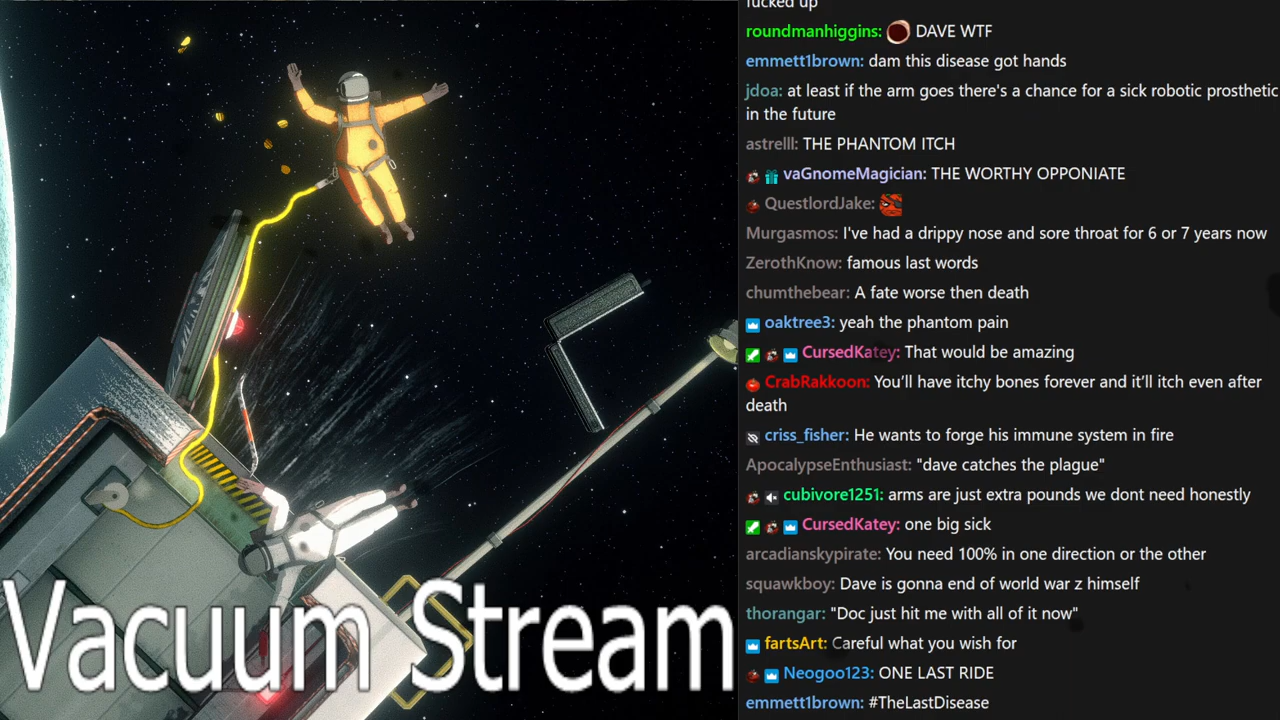 fucked up
roundmanhiggins: DAVE WTF
emmett1brown: dam this disease got hands
jdoa: at least if the arm goes there's a chance for a sick robotic prosthetic
in the future
astrelll: THE PHANTOM ITCH
vaGnomeMagician: THE WORTHY OPPONIATE
QuestlordJake:
Murgasmos: I've had a drippy nose and sore throat for 6 or 7 years now
ZerothKnow: famous last words
chumthebear: A fate worse then death
oaktree3: yeah the phantom pain
CursedKatey: That would be amazing
CrabRakkoon: You'll have itchy bones forever and it'll itch even after
death
criss_fisher: He wants to forge his immune system in fire
ApocalypseEnthusiast: "dave catches the plague"
cubivore1251: arms are just extra pounds we dont need honestly
CursedKatey: one big sick
arcadianskypirate: You need 100% in one direction or the other
squawkboy: Dave is gonna end of world war z himself
thorangar: "Doc just hit me with all of it now"
fartsArt: Careful what you wish for
Neogoo123: ONE LAST RIDE
emmett1brown: #TheLastDisease
Vacuum Stream